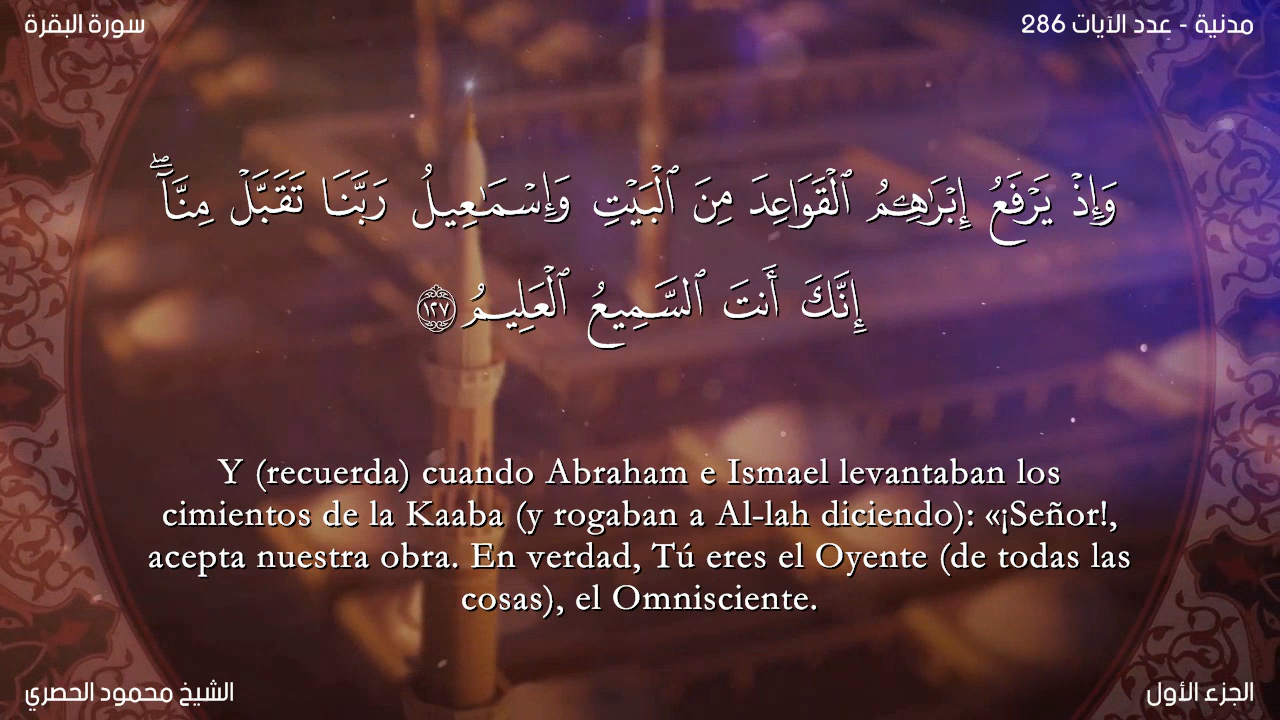 سورة البقرة
مدنية - عدد الآيات 286
وَإِذْ يَرْفَعُ إِبْرَٰهِـۧمُ ٱلْقَوَاعِدَ مِنَ ٱلْبَيْتِ وَإِسْمَـٰعِيلُ رَبَّنَا تَقَبَّلْ مِنَّآ ۖ
إِنَّكَ أَنتَ ٱلسَّمِيعُ ٱلْعَلِيمُ ١٢٧
Y (recuerda) cuando Abraham e Ismael levantaban los
cimientos de la Kaaba (y rogaban a Al-lah diciendo): «¡Señor!,
acepta nuestra obra. En verdad, Tú eres el Oyente (de todas las
cosas), el Omnisciente.
الشيخ محمود الحصري
الجزء الأول